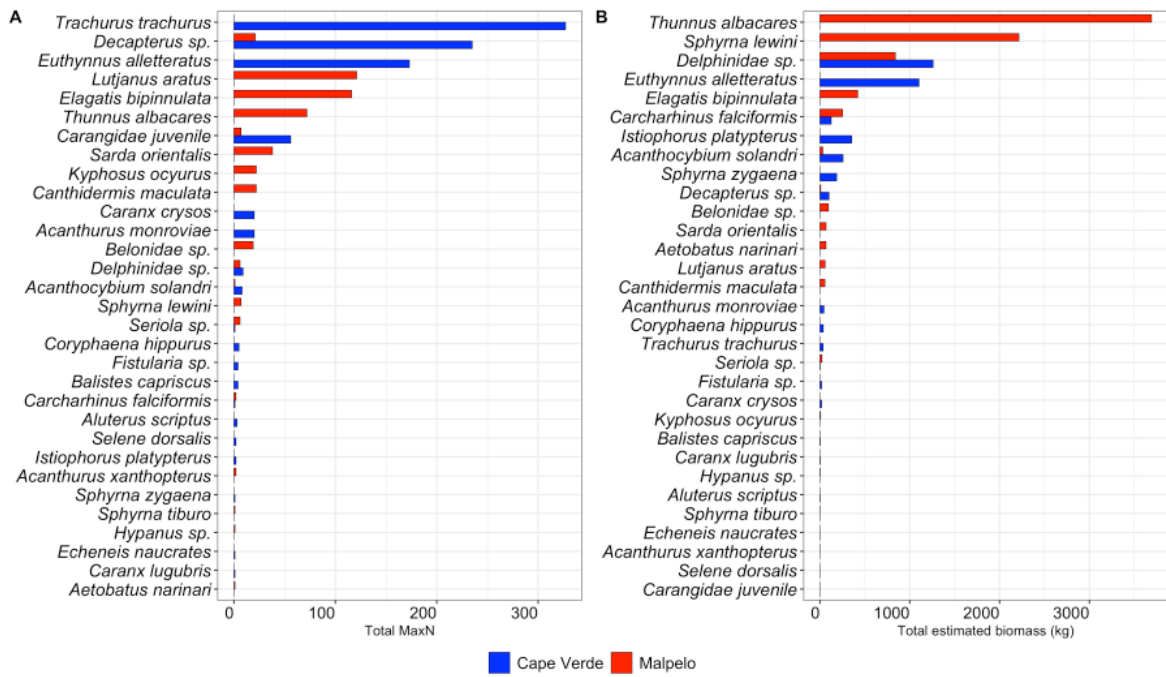 A
Trachurus trachurus
Decapterus sp.
Euthynnus alletteratus
Lutjanus aratus
Elagatis bipinnulata
Thunnus albacares
Carangidae juvenile
Sarda orientalis
Kyphosus ocyurus
Canthidermis maculata
Caranx crysos
Acanthurus monroviae
Belonidae sp.
Delphinidae sp.
Acanthocybium solandri
Sphyrna lewini
Seriola sp.
Coryphaena hippurus
Fistularia sp.
Balistes capriscus
Carcharhinus falciformis
Aluterus scriptus
Selene dorsalis
Istiophorus platypterus
Acanthurus xanthopterus
Sphyrna zygaena
Sphyrna tiburo
Hypanus sp.
Echeneis naucrates
Caranx lugubris
Aetobatus narinari
0 100 200 300
Total MaxN
B
Thunnus albacares
Sphyrna lewini
Delphinidae sp.
Euthynnus alletteratus
Elagatis bipinnulata
Carcharhinus falciformis
Istiophorus platypterus
Acanthocybium solandri
Sphyrna zygaena
Decapterus sp.
Belonidae sp.
Sarda orientalis
Aetobatus narinari
Lutjanus aratus
Canthidermis maculata
Acanthurus monroviae
Coryphaena hippurus
Trachurus trachurus
Seriola sp.
Fistularia sp.
Caranx crysos
Kyphosus ocyurus
Balistes capriscus
Caranx lugubris
Hypanus sp.
Aluterus scriptus
Sphyrna tiburo
Echeneis naucrates
Acanthurus xanthopterus
Selene dorsalis
Carangidae juvenile
0 1000 2000 3000
Total estimated biomass (kg)
Cape Verde Malpelo